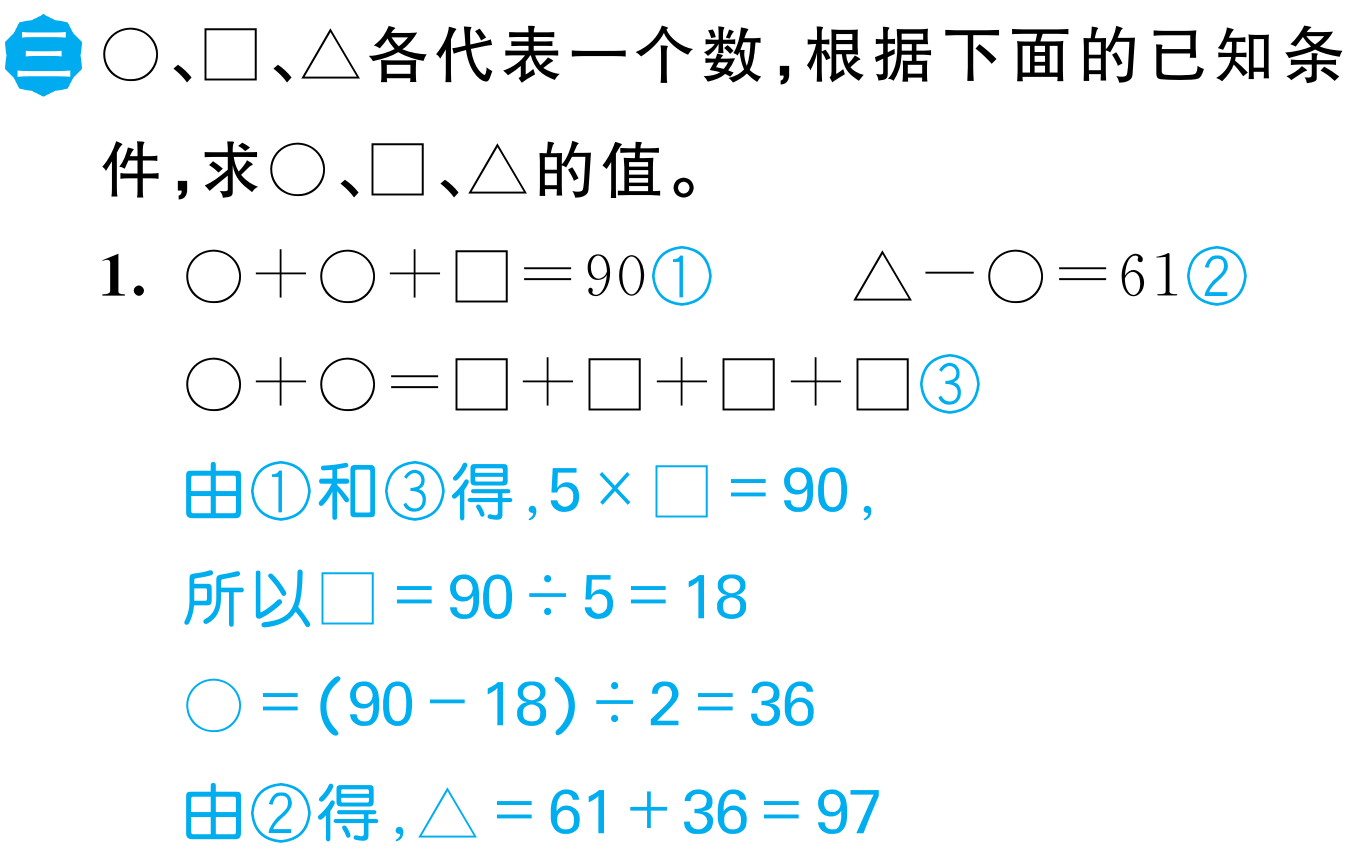 三 ○、□、△各代表一个数,根据下面的已知条
件,求○、□、△的值。
1. ○+○+□=90① △-○=61②
○+○=□+□+□+□③
由①和③得,5×□=90,
所以□=90÷5=18
○=(90-18)÷2=36
由②得,△=61+36=97